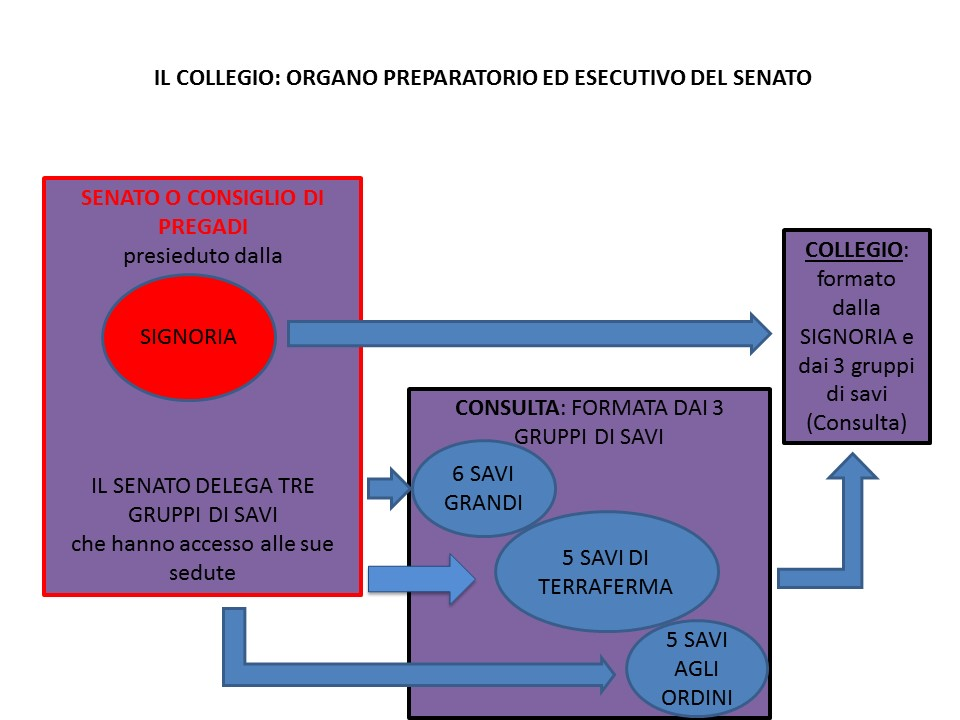 IL COLLEGIO: ORGANO PREPARATORIO ED ESECUTIVO DEL SENATO
SENATO O CONSIGLIO DI
PREGADI
presieduto dalla
SIGNORIA
IL SENATO DELEGA TRE
GRUPPI DI SAVI
che hanno accesso alle sue
sedute
CONSULTA: FORMATA DAI 3
GRUPPI DI SAVI
6 SAVI
GRANDI
5 SAVI DI
TERRAFERMA
5 SAVI
AGLI
ORDINI
COLLEGIO:
formato
dalla
SIGNORIA e
dai 3 gruppi
di savi
(Consulta)